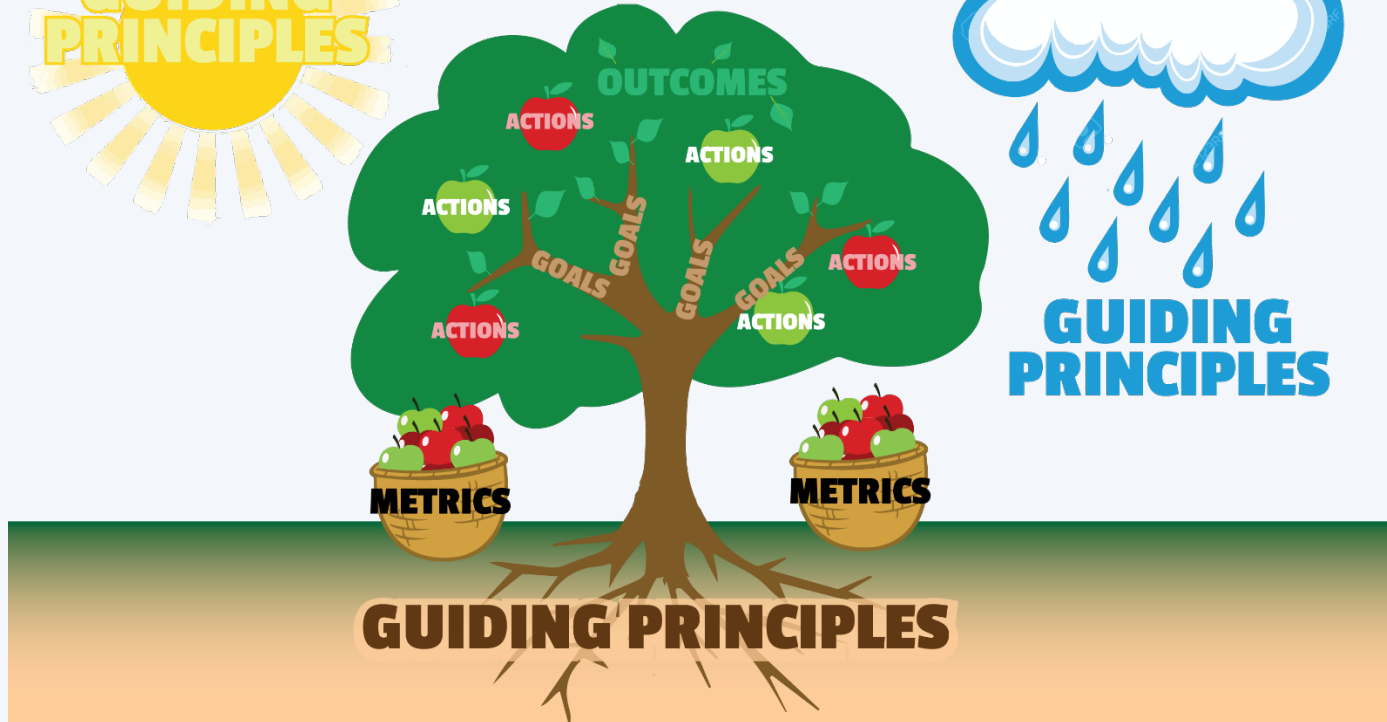 GUIDING
PRINCIPLES
OUTCOMES
ACTIONS
ACTIONS
ACTIONS
GOALS
GOALS
GOALS
GOALS
ACTIONS
ACTIONS
ACTIONS
GUIDING
PRINCIPLES
METRICS
METRICS
GUIDING PRINCIPLES